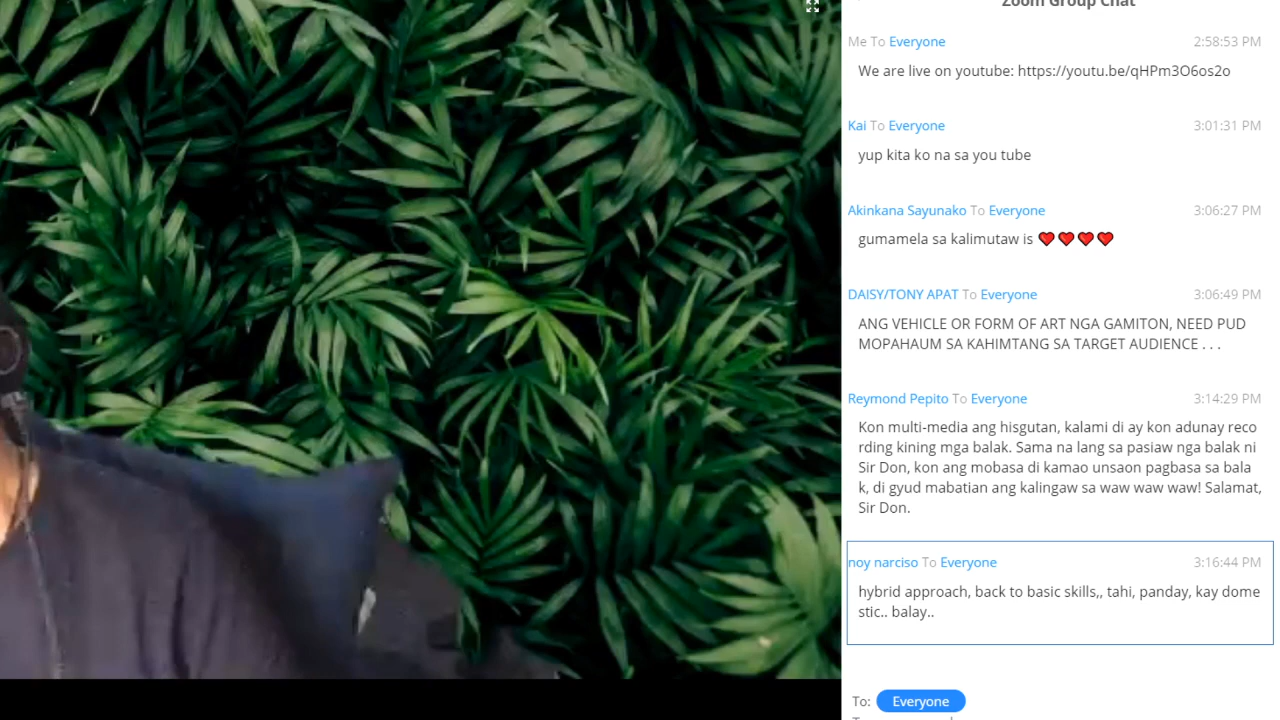 Zoom Group Chat
Me To Everyone 2:58:53 PM
We are live on youtube: https://youtu.be/qHPm3O6os2o
Kai To Everyone 3:01:31 PM
yup kita ko na sa you tube
Akinkana Sayunako To Everyone 3:06:27 PM
gumamela sa kalimutaw is ❤❤❤❤
DAISY/TONY APAT To Everyone 3:06:49 PM
ANG VEHICLE OR FORM OF ART NGA GAMITON, NEED PUD
MOPAHAUM SA KAHIMTANG SA TARGET AUDIENCE . . .
Reymond Pepito To Everyone 3:14:29 PM
Kon multi-media ang hisgutan, kalami di ay kon adunay reco
rding kining mga balak. Sama na lang sa pasiaw nga balak ni
Sir Don, kon ang mobasa di kamao unsaon pagbasa sa bala
k, di gyud mabatian ang kalingaw sa waw waw waw! Salamat,
Sir Don.
noy narciso To Everyone 3:16:44 PM
hybrid approach, back to basic skills,, tahi, panday, kay dome
stic.. balay..
To: Everyone